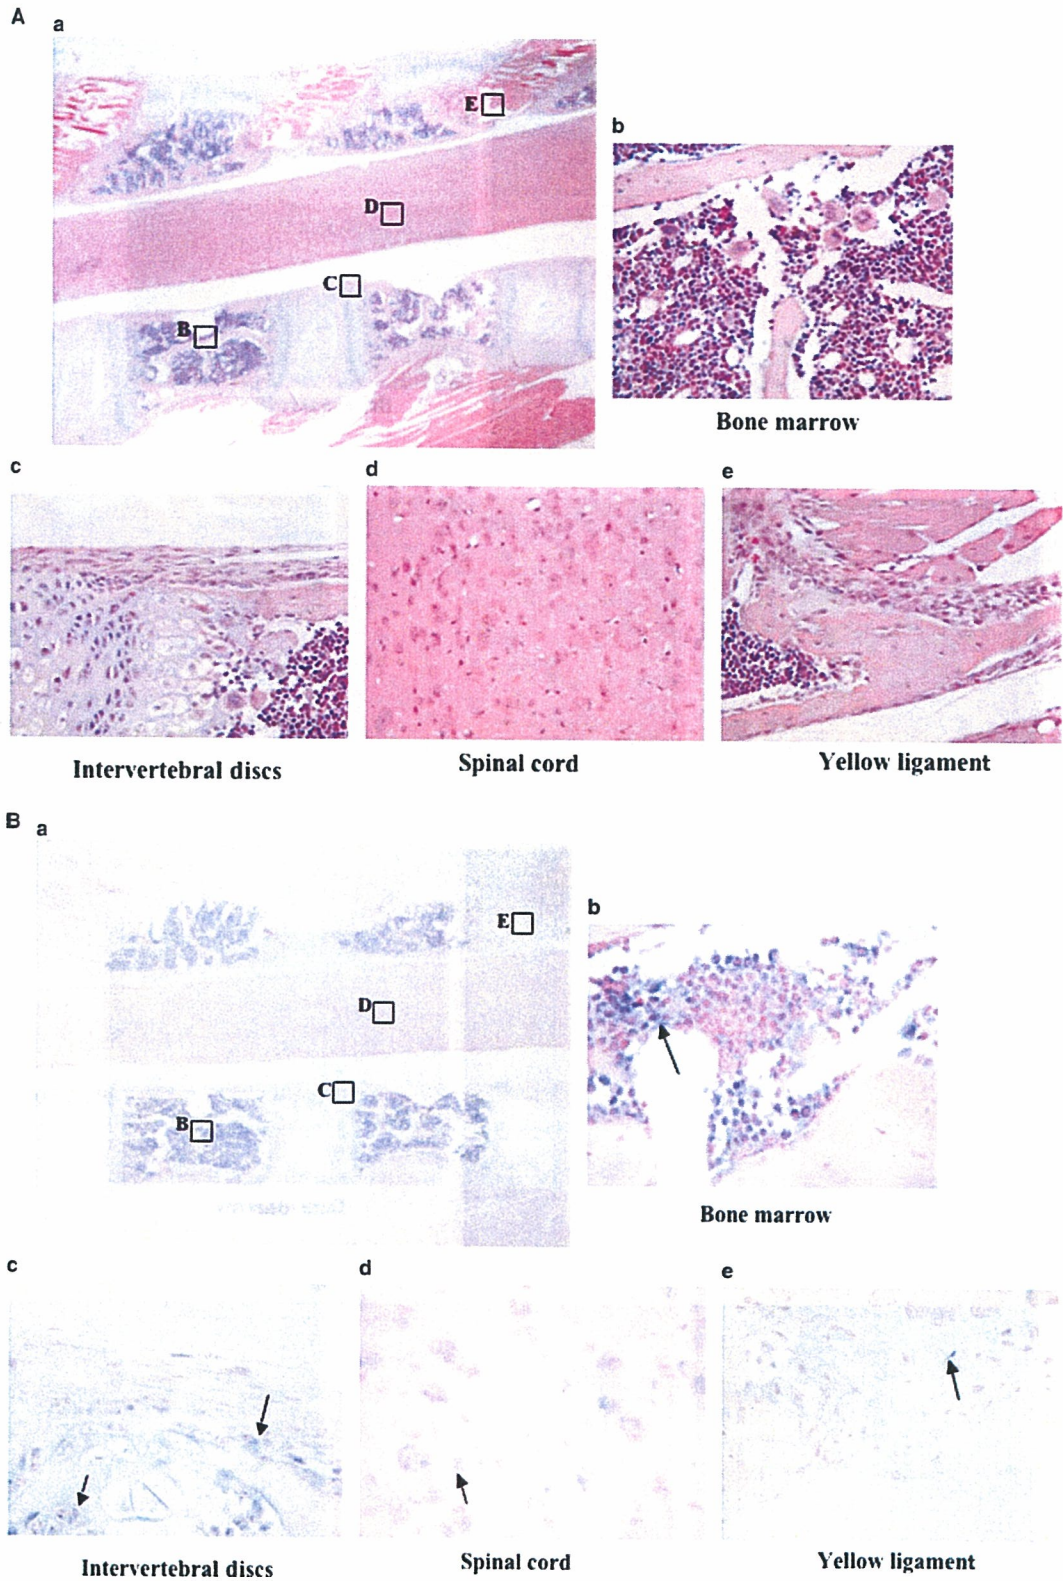 A
a
E
D
C
B
b
Bone marrow
c
d
e
Intervertebral discs
Spinal cord
Yellow ligament
B
a
E
D
C
B
b
Bone marrow
c
d
e
Intervertebral discs
Spinal cord
Yellow ligament